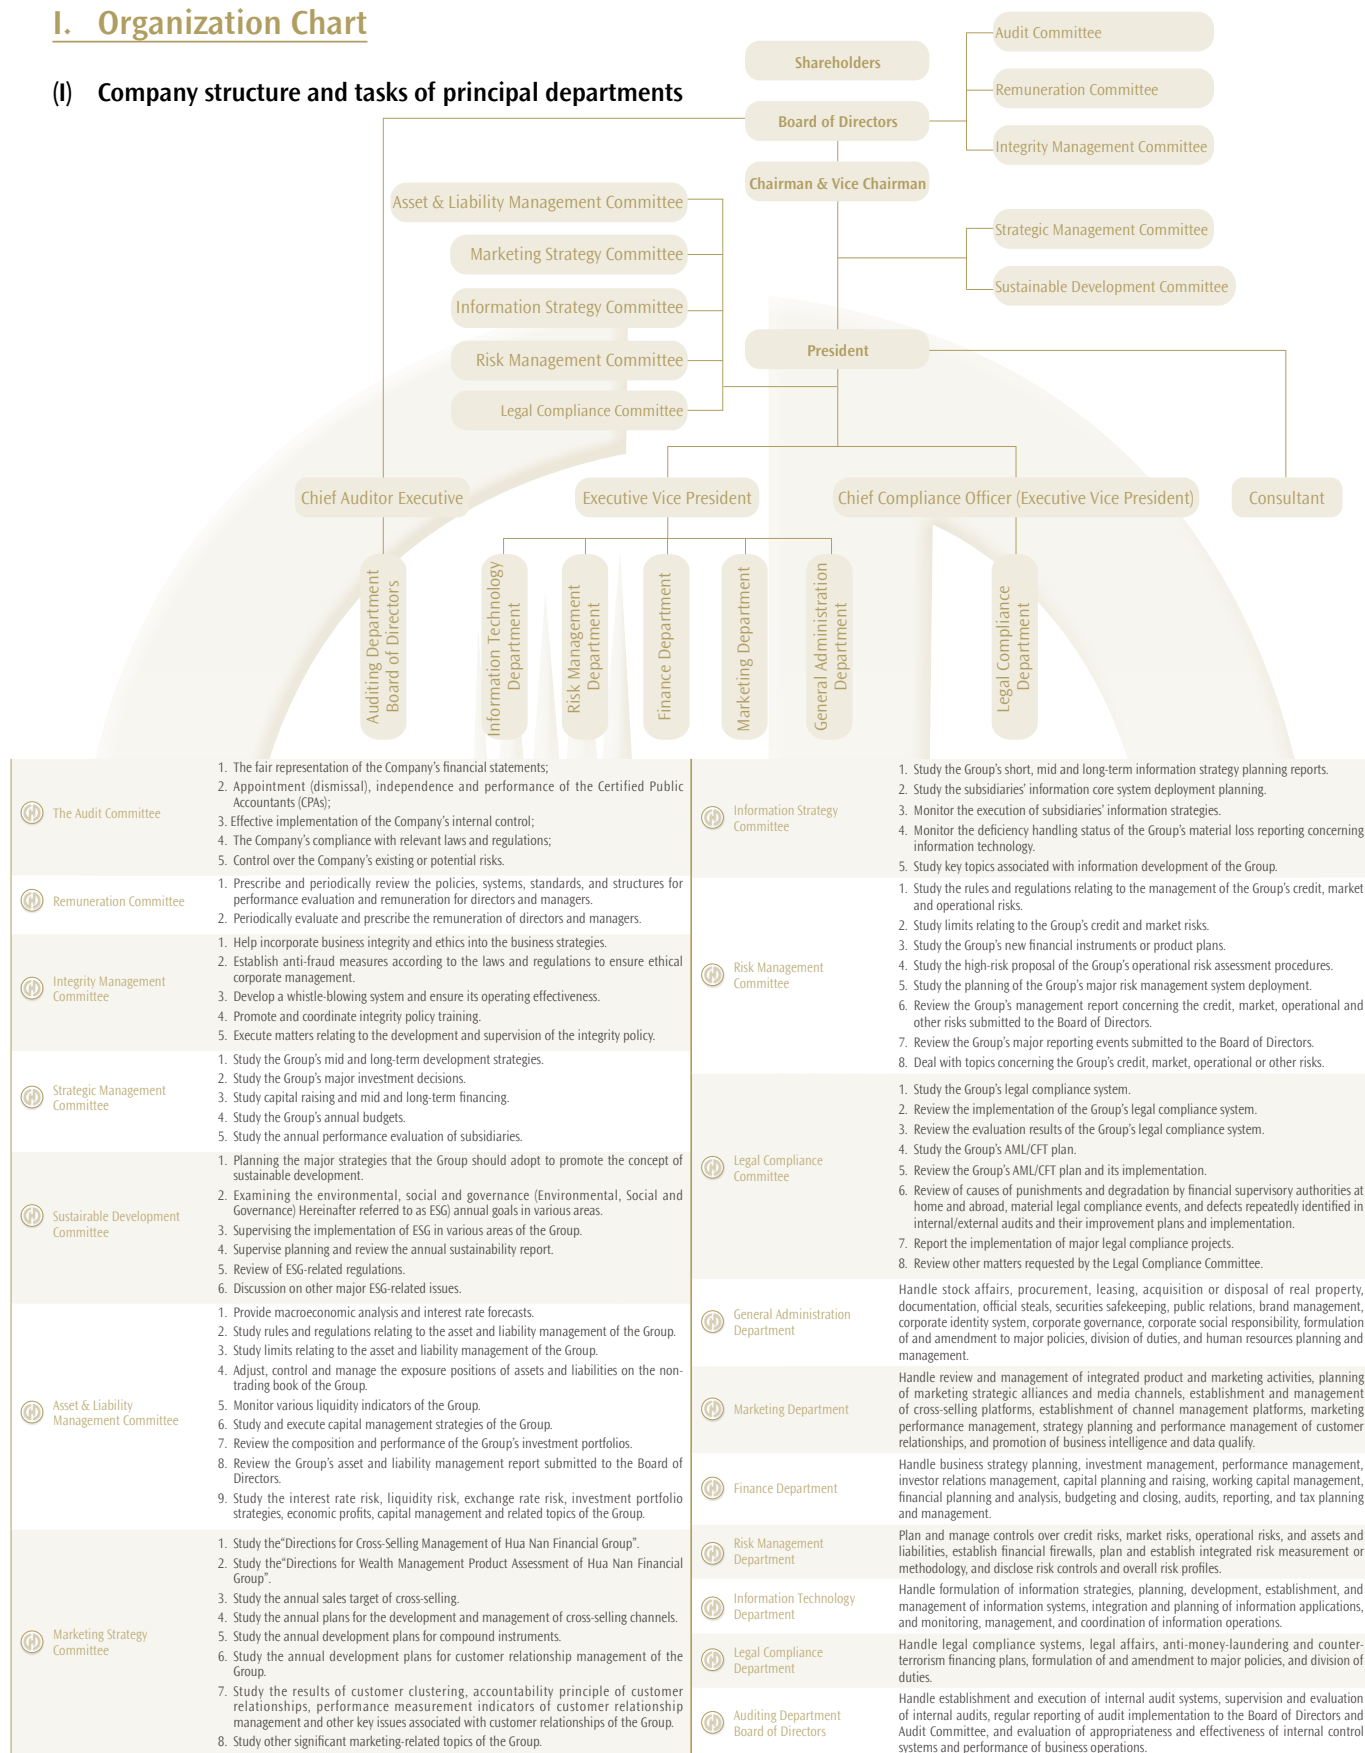 I. Organization Chart
(I) Company structure and tasks of principal departments
Shareholders
Board of Directors
Chairman & Vice Chairman
President
Audit Committee
Remuneration Committee
Integrity Management Committee
Strategic Management Committee
Sustainable Development Committee
Asset & Liability Management Committee
Marketing Strategy Committee
Information Strategy Committee
Risk Management Committee
Legal Compliance Committee
Chief Auditor Executive
Executive Vice President
Chief Compliance Officer (Executive Vice President)
Consultant
Auditing Department
Board of Directors
Information Technology
Department
Risk Management
Department
Finance Department
Marketing Department
General Administration
Department
Legal Compliance
Department
The Audit Committee
1. The fair representation of the Company's financial statements;
2. Appointment (dismissal), independence and performance of the Certified Public
Accountants (CPAs);
3. Effective implementation of the Company's internal control;
4. The Company's compliance with relevant laws and regulations;
5. Control over the Company's existing or potential risks.
Remuneration Committee
1. Prescribe and periodically review the policies, systems, standards, and structures for
performance evaluation and remuneration for directors and managers.
2. Periodically evaluate and prescribe the remuneration of directors and managers.
Integrity Management
Committee
1. Help incorporate business integrity and ethics into the business strategies.
2. Establish anti-fraud measures according to the laws and regulations to ensure ethical
corporate management.
3. Develop a whistle-blowing system and ensure its operating effectiveness.
4. Promote and coordinate integrity policy training.
5. Execute matters relating to the development and supervision of the integrity policy.
Strategic Management
Committee
1. Study the Group's mid and long-term development strategies.
2. Study the Group's major investment decisions.
3. Study capital raising and mid and long-term financing.
4. Study the Group's annual budgets.
5. Study the annual performance evaluation of subsidiaries.
Sustairable Development
Committee
1. Planning the major strategies that the Group should adopt to promote the concept of
sustainable development.
2. Examining the environmental, social and governance (Environmental, Social and
Governance) Hereinafter referred to as ESG) annual goals in various areas.
3. Supervising the implementation of ESG in various areas of the Group.
4. Supervise planning and review the annual sustainability report.
5. Review of ESG-related regulations.
6. Discussion on other major ESG-related issues.
Asset & Liability
Management Committee
1. Provide macroeconomic analysis and interest rate forecasts.
2. Study rules and regulations relating to the asset and liability management of the Group.
3. Study limits relating to the asset and liability management of the Group.
4. Adjust, control and manage the exposure positions of assets and liabilities on the non-
trading book of the Group.
5. Monitor various liquidity indicators of the Group.
6. Study and execute capital management strategies of the Group.
7. Review the composition and performance of the Group's investment portfolios.
8. Review the Group's asset and liability management report submitted to the Board of
Directors.
9. Study the interest rate risk, liquidity risk, exchange rate risk, investment portfolio
strategies, economic profits, capital management and related topics of the Group.
Marketing Strategy
Committee
1. Study the“Directions for Cross-Selling Management of Hua Nan Financial Group”.
2. Study the“Directions for Wealth Management Product Assessment of Hua Nan Financial
Group”.
3. Study the annual sales target of cross-selling.
4. Study the annual plans for the development and management of cross-selling channels.
5. Study the annual development plans for compound instruments.
6. Study the annual development plans for customer relationship management of the
Group.
7. Study the results of customer clustering, accountability principle of customer
relationships, performance measurement indicators of customer relationship
management and other key issues associated with customer relationships of the Group.
8. Study other significant marketing-related topics of the Group.
Information Strategy
Committee
1. Study the Group's short, mid and long-term information strategy planning reports.
2. Study the subsidiaries' information core system deployment planning.
3. Monitor the execution of subsidiaries' information strategies.
4. Monitor the deficiency handling status of the Group's material loss reporting concerning
information technology.
5. Study key topics associated with information development of the Group.
Risk Management
Committee
1. Study the rules and regulations relating to the management of the Group's credit, market
and operational risks.
2. Study limits relating to the Group's credit and market risks.
3. Study the Group's new financial instruments or product plans.
4. Study the high-risk proposal of the Group's operational risk assessment procedures.
5. Study the planning of the Group's major risk management system deployment.
6. Review the Group's management report concerning the credit, market, operational and
other risks submitted to the Board of Directors.
7. Review the Group's major reporting events submitted to the Board of Directors.
8. Deal with topics concerning the Group's credit, market, operational or other risks.
Legal Compliance
Committee
1. Study the Group's legal compliance system.
2. Review the implementation of the Group's legal compliance system.
3. Review the evaluation results of the Group's legal compliance system.
4. Study the Group's AML/CFT plan.
5. Review the Group's AML/CFT plan and its implementation.
6. Review of causes of punishments and degradation by financial supervisory authorities at
home and abroad, material legal compliance events, and defects repeatedly identified in
internal/external audits and their improvement plans and implementation.
7. Report the implementation of major legal compliance projects.
8. Review other matters requested by the Legal Compliance Committee.
General Administration
Department
Handle stock affairs, procurement, leasing, acquisition or disposal of real property,
documentation, official steals, securities safekeeping, public relations, brand management,
corporate identity system, corporate governance, corporate social responsibility, formulation
of and amendment to major policies, division of duties, and human resources planning and
management.
Marketing Department
Handle review and management of integrated product and marketing activities, planning
of marketing strategic alliances and media channels, establishment and management
of cross-selling platforms, establishment of channel management platforms, marketing
performance management, strategy planning and performance management of customer
relationships, and promotion of business intelligence and data qualify.
Finance Department
Handle business strategy planning, investment management, performance management,
investor relations management, capital planning and raising, working capital management,
financial planning and analysis, budgeting and closing, audits, reporting, and tax planning
and management.
Risk Management
Department
Plan and manage controls over credit risks, market risks, operational risks, and assets and
liabilities, establish financial firewalls, plan and establish integrated risk measurement or
methodology, and disclose risk controls and overall risk profiles.
Information Technology
Department
Handle formulation of information strategies, planning, development, establishment, and
management of information systems, integration and planning of information applications,
and monitoring, management, and coordination of information operations.
Legal Compliance
Department
Handle legal compliance systems, legal affairs, anti-money-laundering and counter-
terrorism financing plans, formulation of and amendment to major policies, and division of
duties.
Auditing Department
Board of Directors
Handle establishment and execution of internal audit systems, supervision and evaluation
of internal audits, regular reporting of audit implementation to the Board of Directors and
Audit Committee, and evaluation of appropriateness and effectiveness of internal control
systems and performance of business operations.